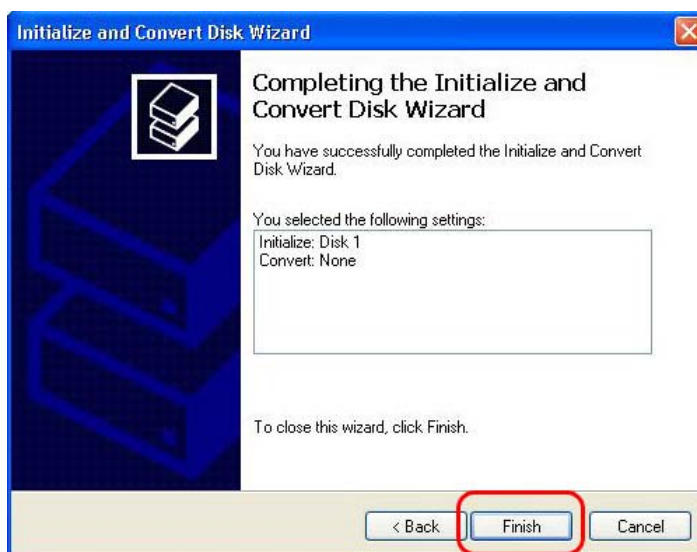 Initialize and Convert Disk Wizard
Completing the Initialize and
Convert Disk Wizard
You have successfully completed the Initialize and Convert
Disk Wizard.
You selected the following settings:
Initialize: Disk 1
Convert: None
To close this wizard, click Finish.
< Back
Finish
Cancel